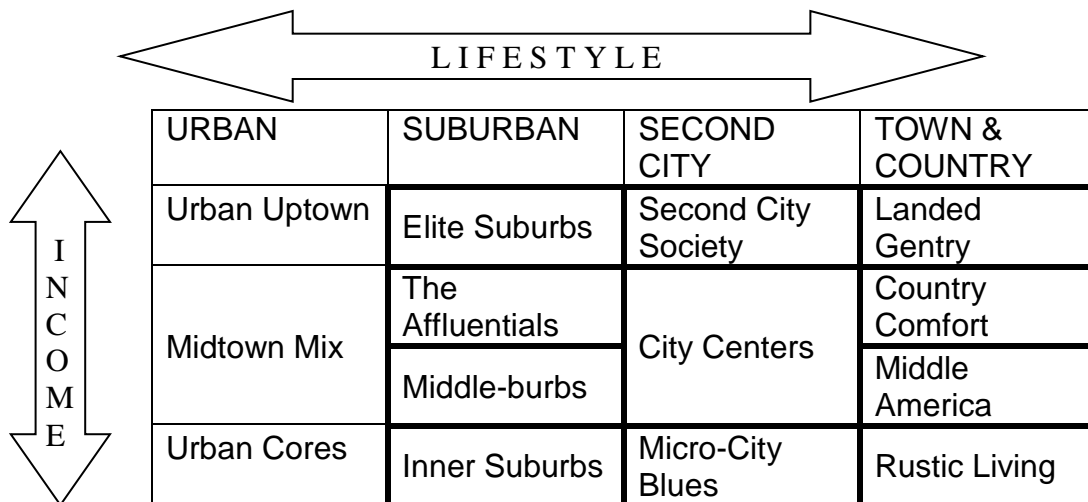 LIFESTYLE
INCOME
URBAN
SUBURBAN
SECOND
CITY
TOWN &
COUNTRY
Urban Uptown
Elite Suburbs
Second City
Society
Landed
Gentry
Midtown Mix
The
Affluentials
City Centers
Country
Comfort
Middle-burbs
Middle
America
Urban Cores
Inner Suburbs
Micro-City
Blues
Rustic Living